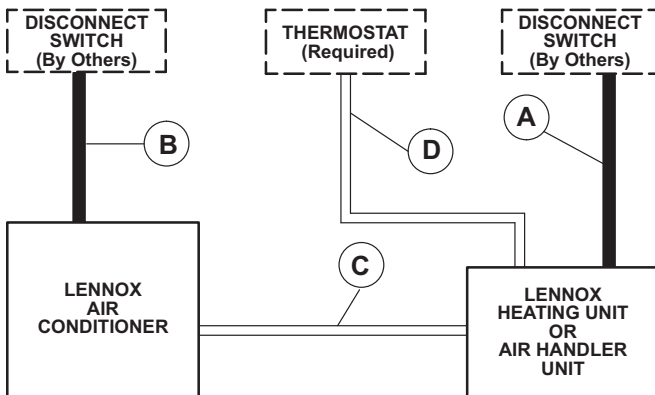 DISCONNECT
SWITCH
(By Others)
THERMOSTAT
(Required)
DISCONNECT
SWITCH
(By Others)
B
D
A
C
LENNOX
AIR
CONDITIONER
LENNOX
HEATING UNIT
OR
AIR HANDLER
UNIT